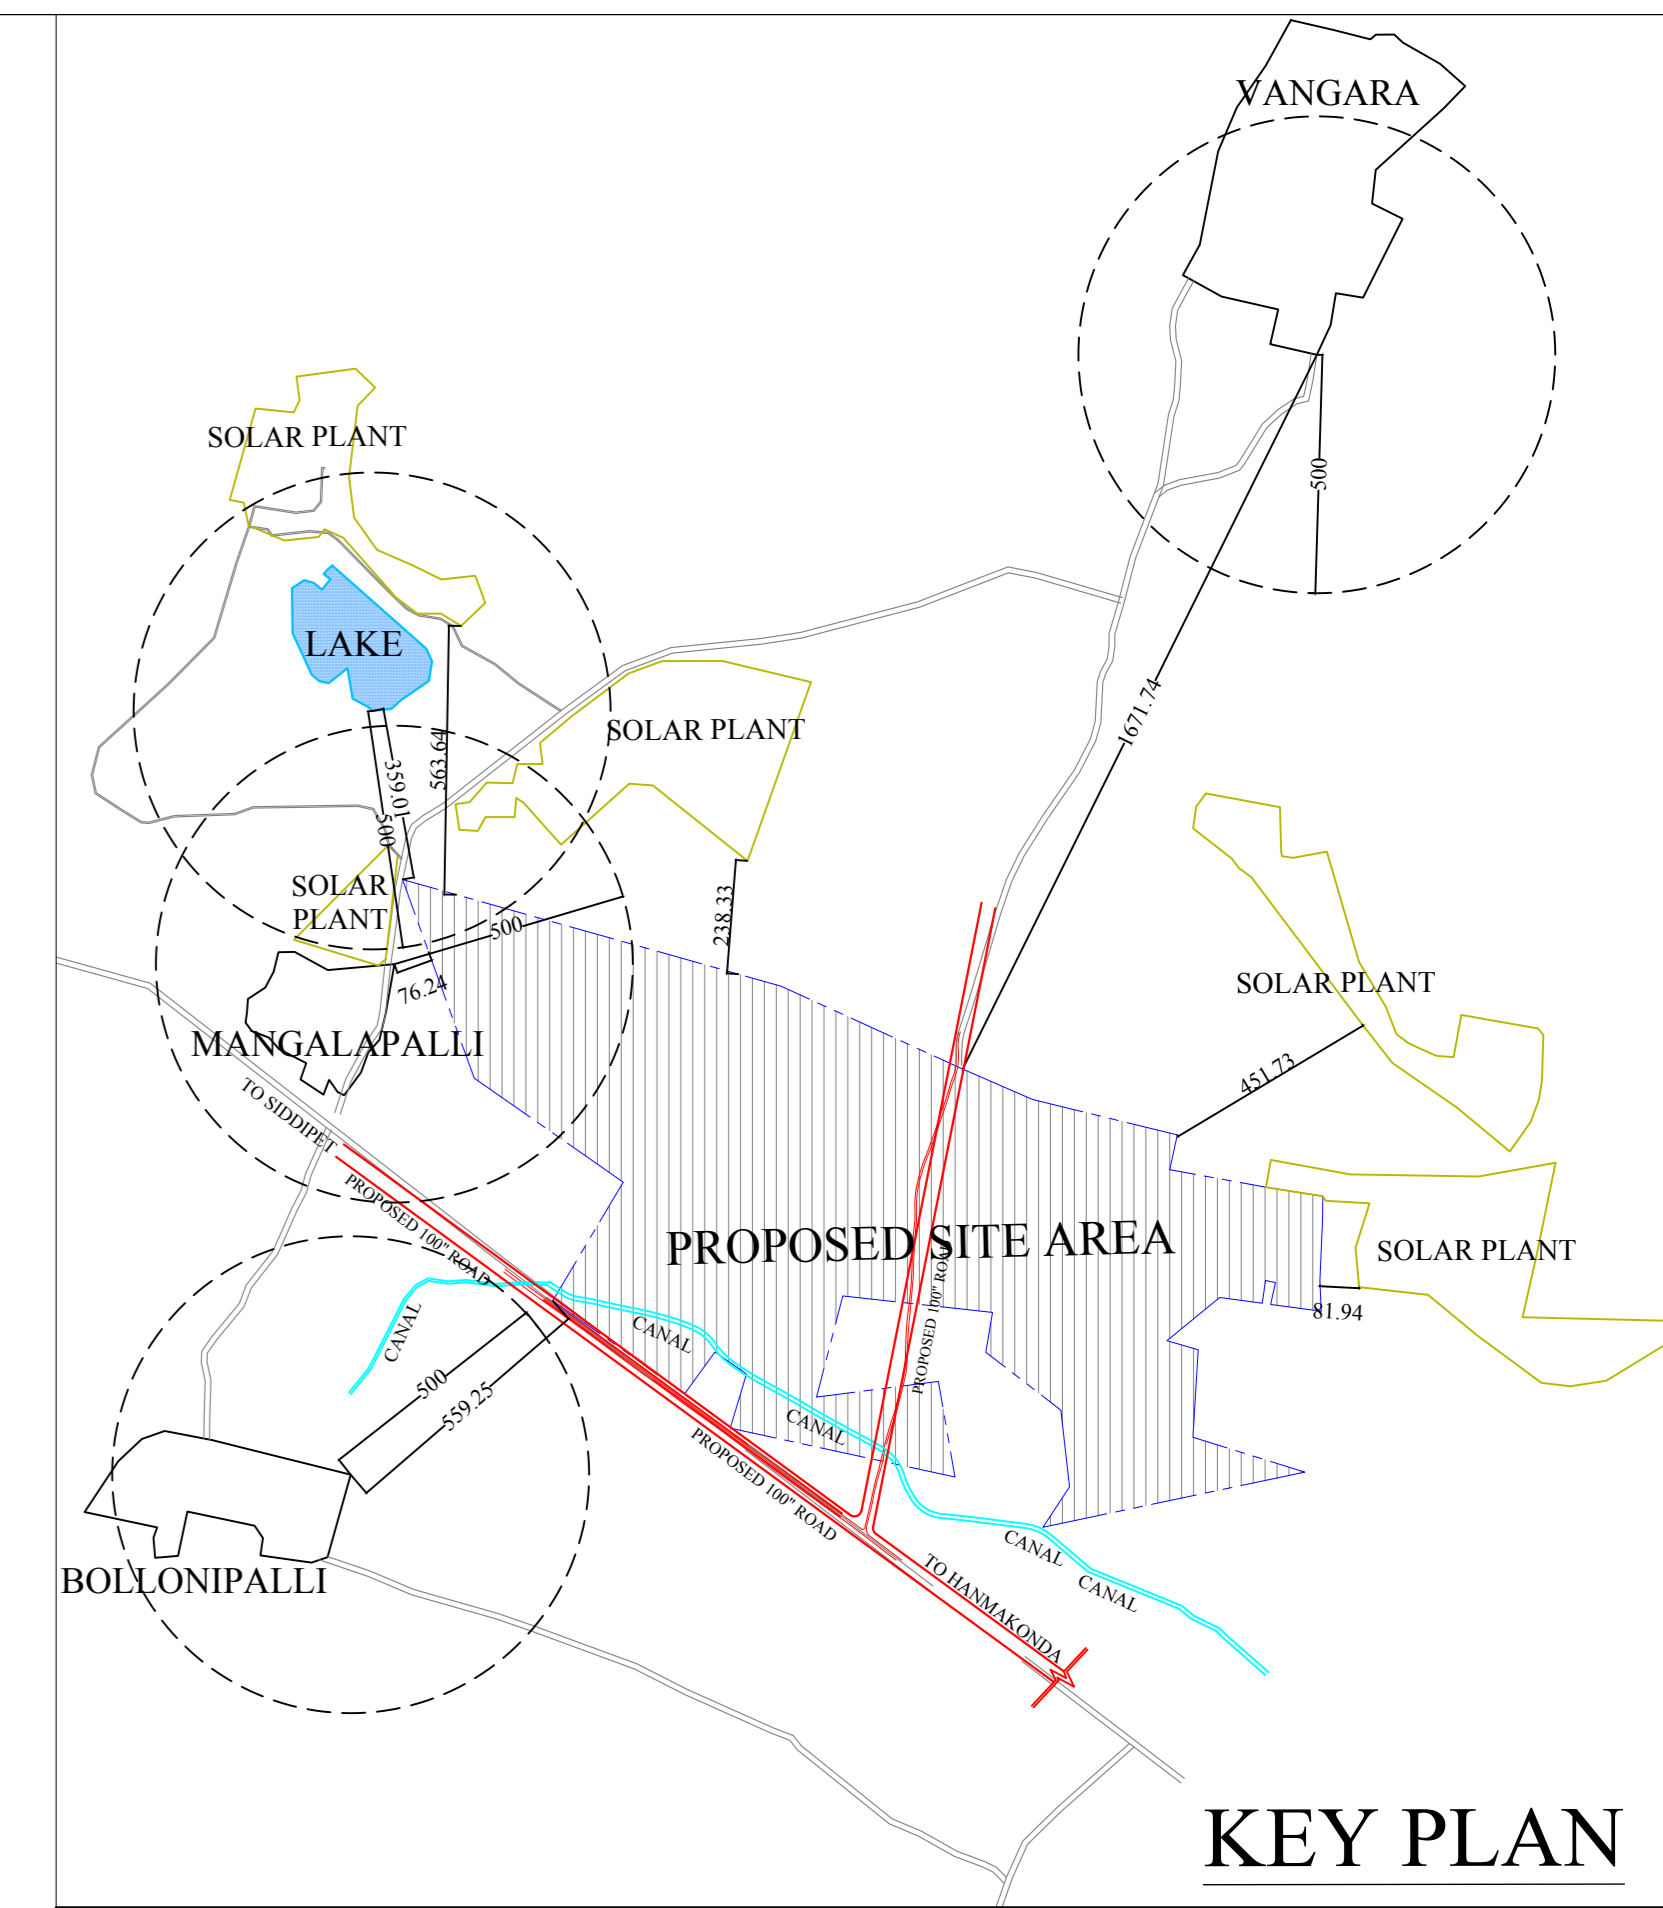 VANGARA
SOLAR PLANT
500
LAKE
1671.74
SOLAR PLANT
563.64
359.01
500
SOLAR
PLANT
500
238.33
76.24
SOLAR PLANT
MANGALAPALLI
451.73
TO SIDDIPET
PROPOSED 100" ROAD
PROPOSED SITE AREA
SOLAR PLANT
PROPOSED 100" ROAD
81.94
CANAL
CANAL
500
559.25
CANAL
PROPOSED 100" ROAD
CANAL
CANAL
TO HANMAKONDA
BOLLONIPALLI
KEY PLAN